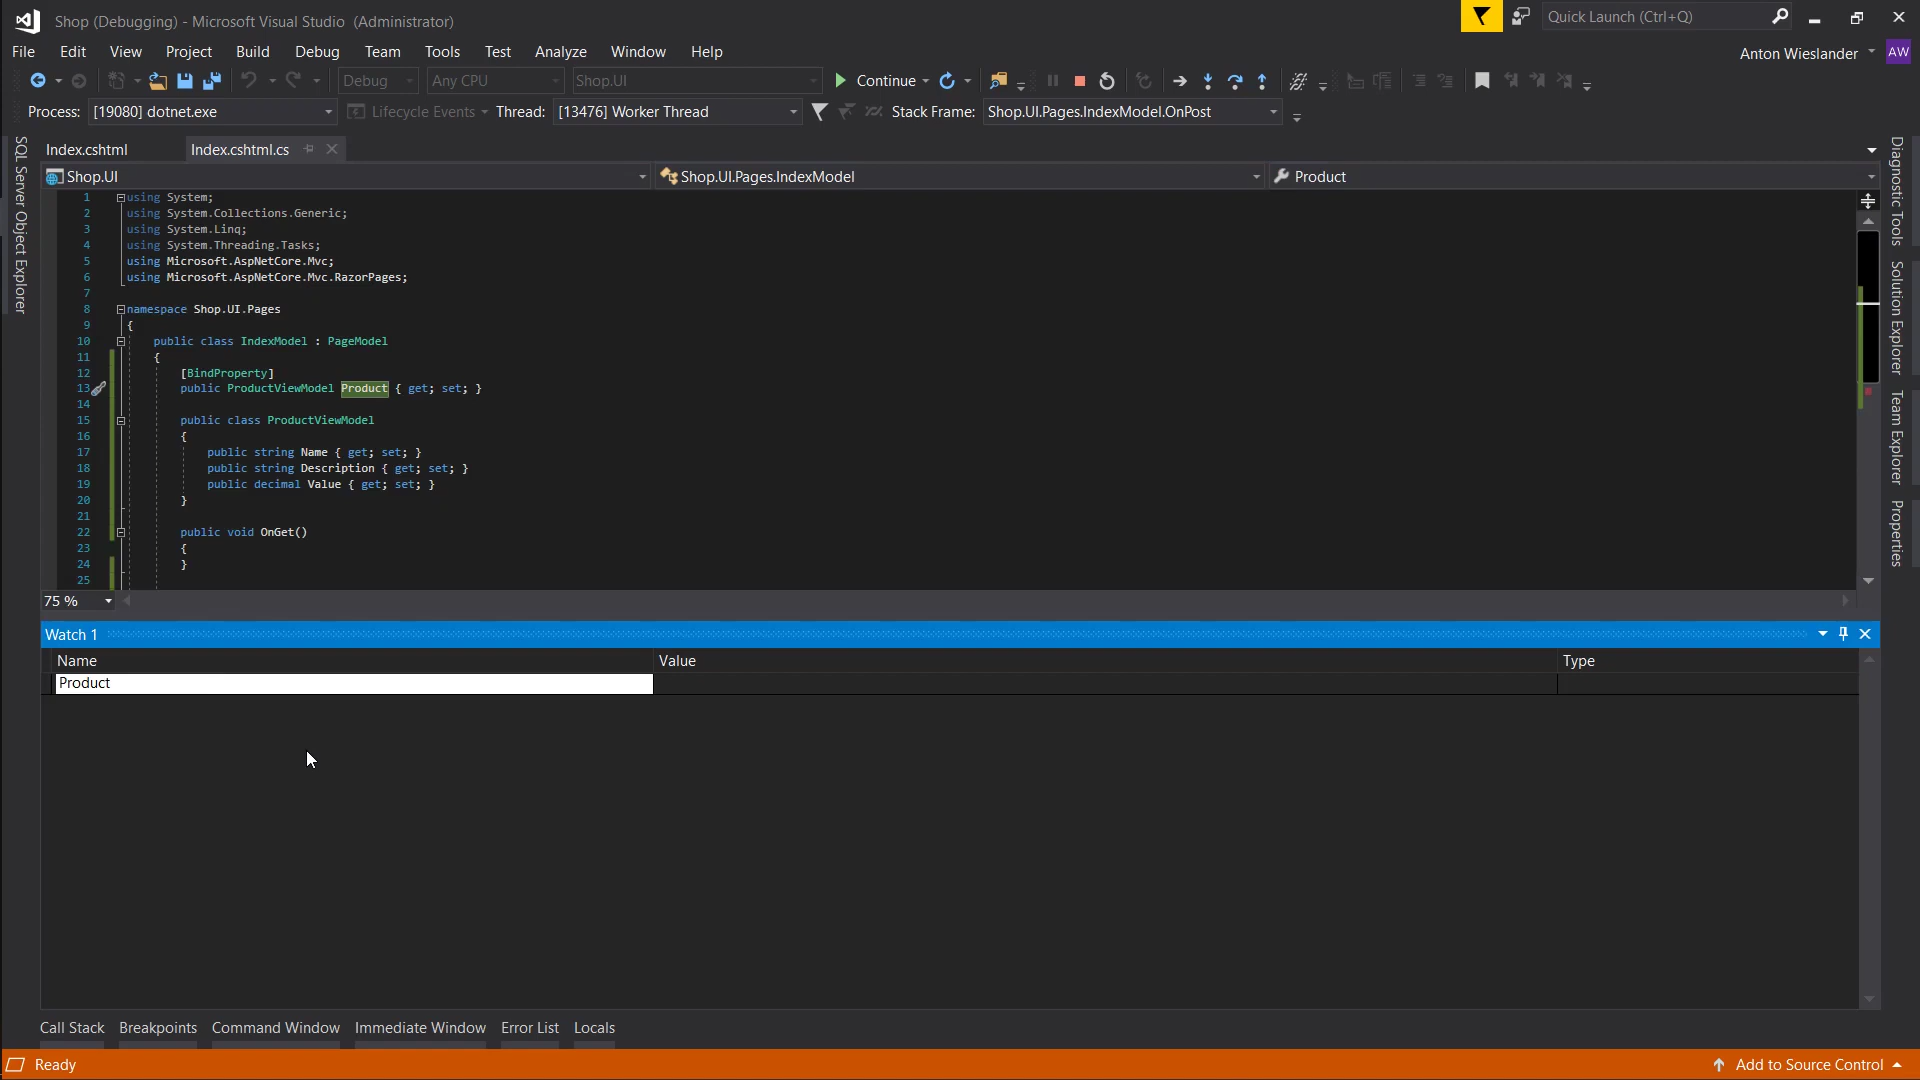 Shop (Debugging) - Microsoft Visual Studio (Administrator)
Quick Launch (Ctrl+Q)
File Edit View Project Build Debug Team Tools Test Analyze Window Help
Anton Wieslander AW
Debug Any CPU Shop.UI Continue
Process: [19080] dotnet.exe Lifecycle Events Thread: [13476] Worker Thread Stack Frame: Shop.UI.Pages.IndexModel.OnPost
SQL Server Object Explorer
Index.cshtml Index.cshtml.cs
Shop.UI Shop.UI.Pages.IndexModel Product
1 using System;
2 using System.Collections.Generic;
3 using System.Linq;
4 using System.Threading.Tasks;
5 using Microsoft.AspNetCore.Mvc;
6 using Microsoft.AspNetCore.Mvc.RazorPages;
7
8 namespace Shop.UI.Pages
9 {
10 public class IndexModel : PageModel
11 {
12 [BindProperty]
13 public ProductViewModel Product { get; set; }
14
15 public class ProductViewModel
16 {
17 public string Name { get; set; }
18 public string Description { get; set; }
19 public decimal Value { get; set; }
20 }
21
22 public void OnGet()
23 {
24 }
25
75 %
Diagnostic Tools
Solution Explorer
Team Explorer
Properties
Watch 1
Name Value Type
Product
Call Stack Breakpoints Command Window Immediate Window Error List Locals
Ready Add to Source Control